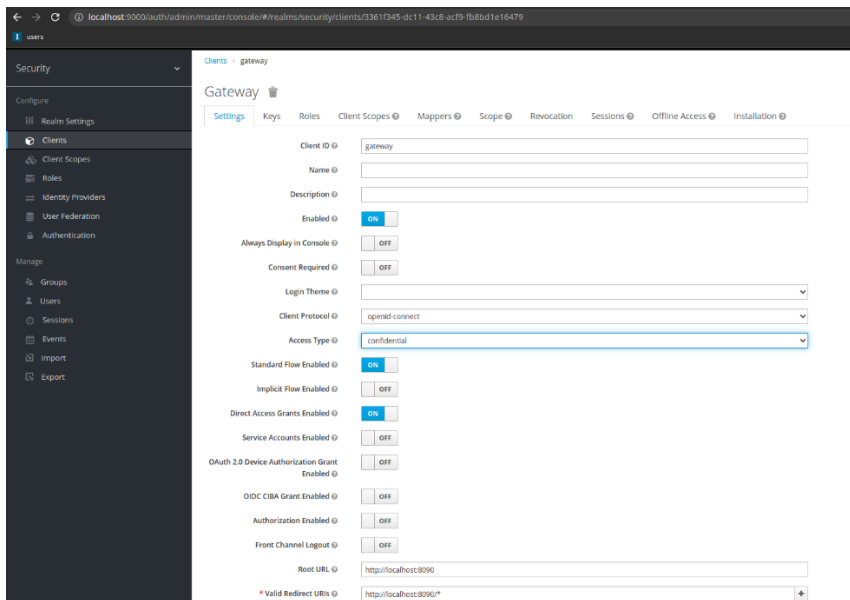 localhost:9000/auth/admin/master/console/#/realms/security/clients/3361f345-dc11-43c8-acf9-fb8bd1e16479
I users
Security
Clients > gateway
Gateway
Settings Keys Roles Client Scopes Mappers Scope Revocation Sessions Offline Access Installation
Configure
Realm Settings
Clients
Client Scopes
Roles
Identity Providers
User Federation
Authentication
Manage
Groups
Users
Sessions
Events
Import
Export
Client ID gateway
Name
Description
Enabled ON
Always Display in Console OFF
Consent Required OFF
Login Theme
Client Protocol openid-connect
Access Type confidential
Standard Flow Enabled ON
Implicit Flow Enabled OFF
Direct Access Grants Enabled ON
Service Accounts Enabled OFF
OAuth 2.0 Device Authorization Grant OFF
Enabled
OIDC CIBA Grant Enabled OFF
Authorization Enabled OFF
Front Channel Logout OFF
Root URL http://localhost:8090
* Valid Redirect URIs http://localhost:8090/* +